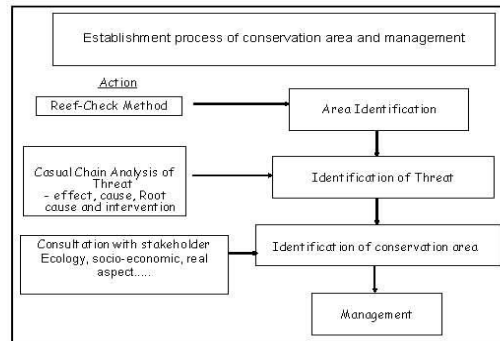 Establishment process of conservation area and management
Action
Reef-Check Method
Area Identification
Casual Chain Analysis of
Threat
- effect, cause, Root
cause and intervention
Identification of Threat
Consultation with stakeholder
Ecology, socio-economic, real
aspect.....
Identification of conservation area
Management